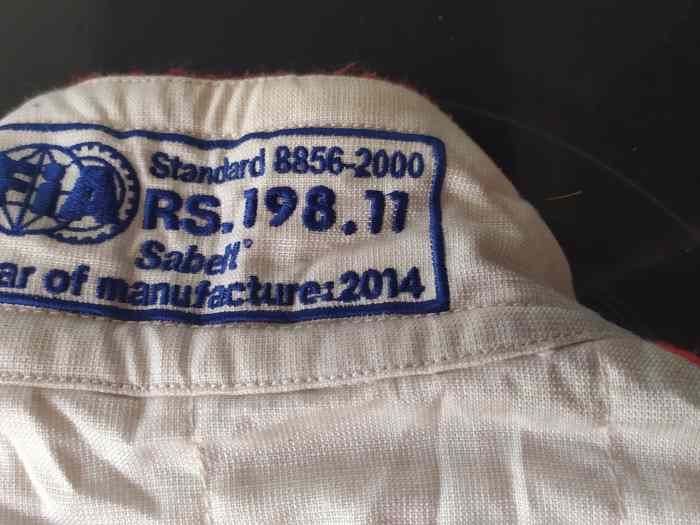 FiA Standard 8856-2000
RS.198.11
Sabelt®
ar of manufacture:2014